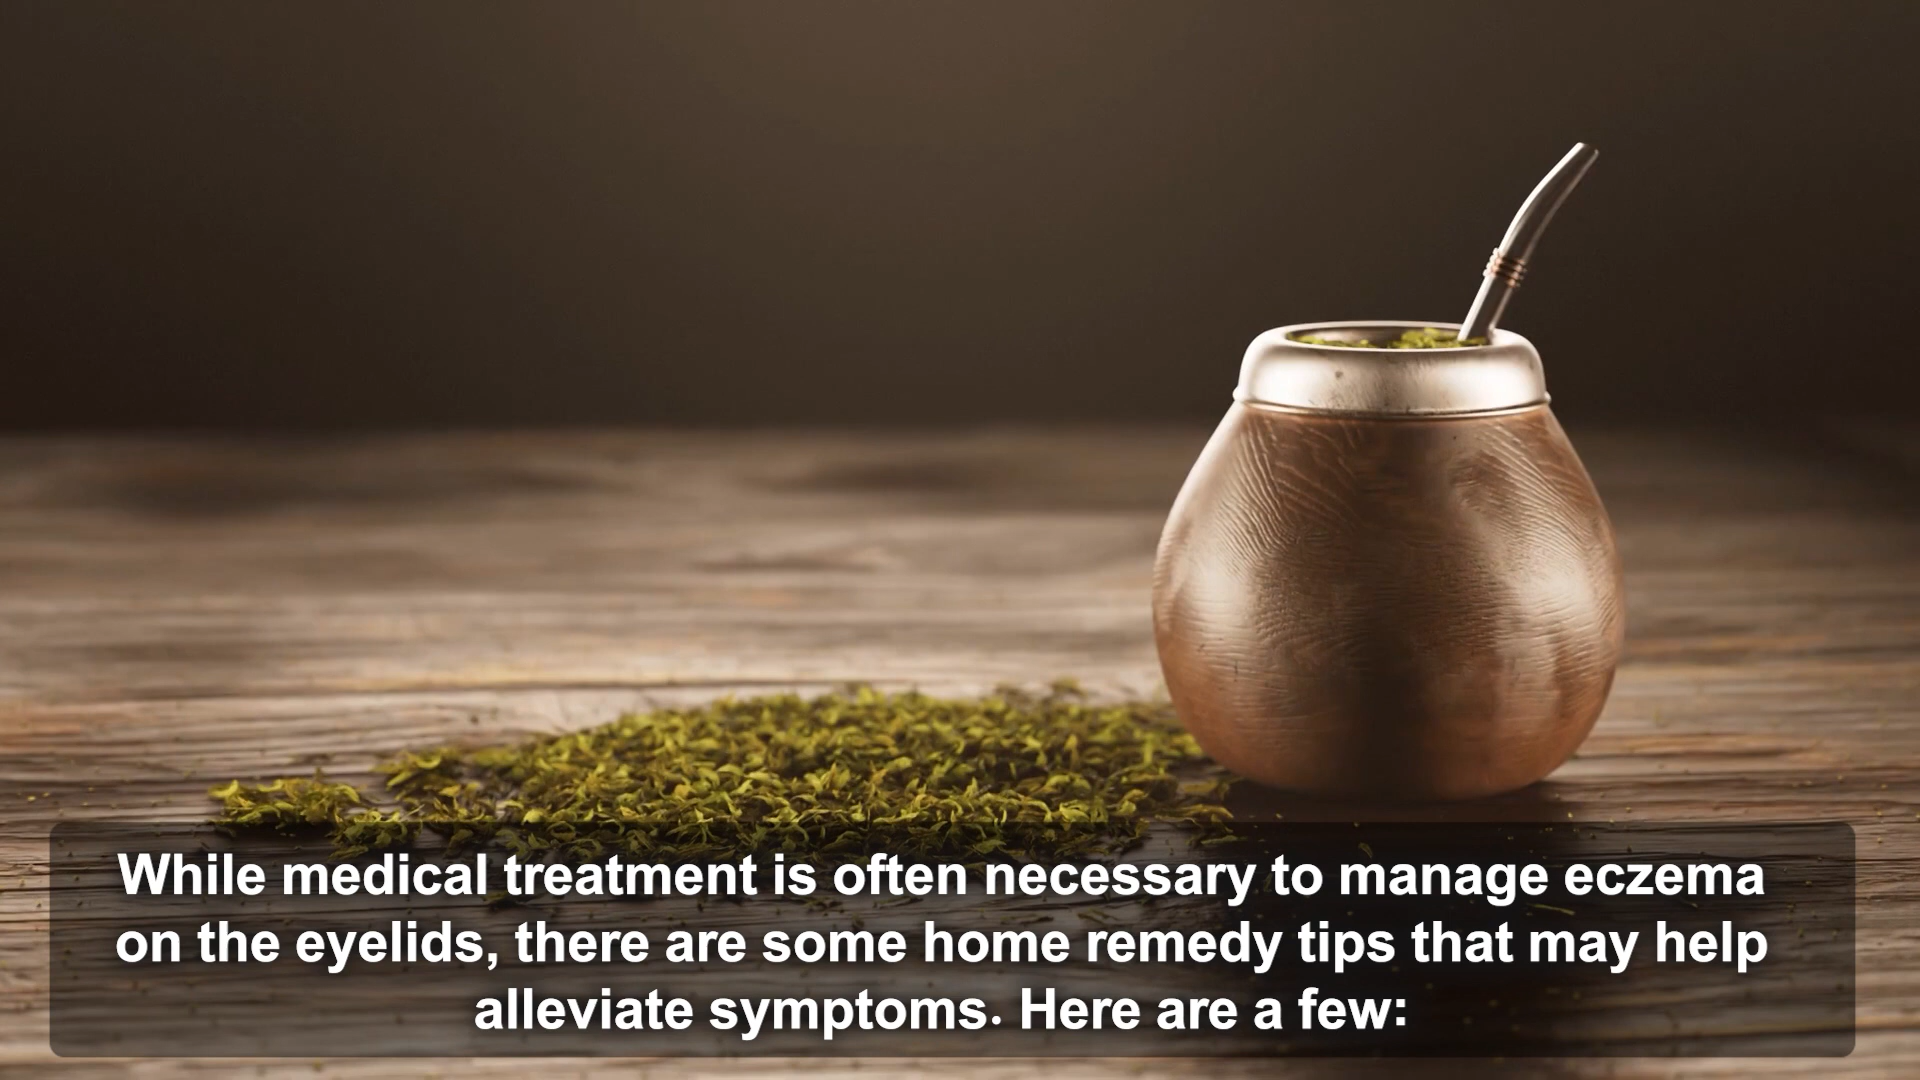 While medical treatment is often necessary to manage eczema
on the eyelids, there are some home remedy tips that may help
alleviate symptoms. Here are a few: